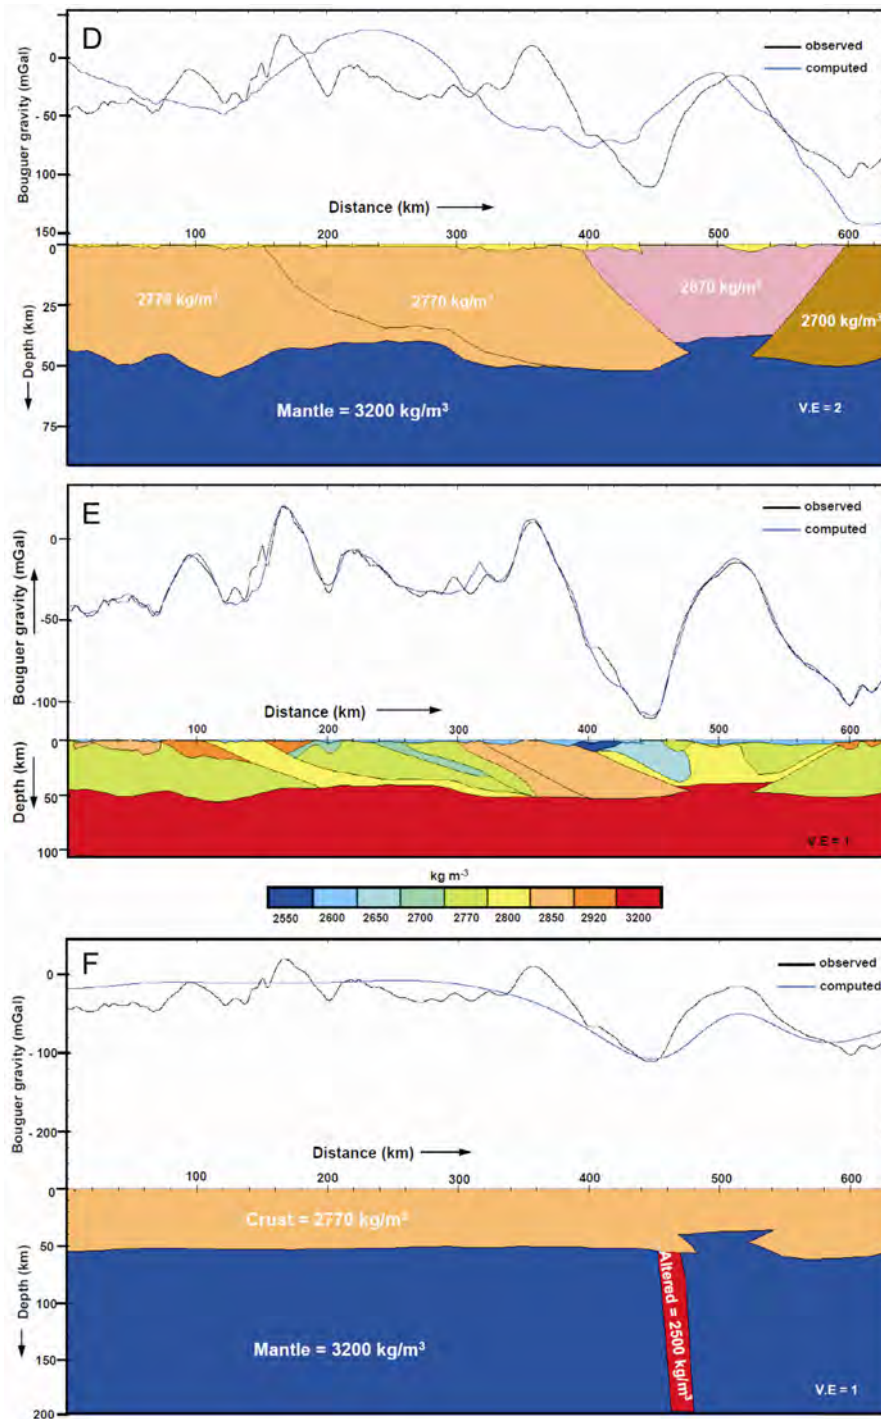 D
observed
computed
Bouguer gravity (mGal)
0
- 50
100
150
Distance (km)
100
200
300
400
500
600
0
25
50
75
Depth (km)
2770 kg/m³
2770 kg/m³
2870 kg/m³
2700 kg/m³
Mantle = 3200 kg/m³
V.E = 2
E
observed
computed
Bouguer gravity (mGal)
0
-50
-100
Distance (km)
100
200
300
400
500
600
0
50
100
Depth (km)
V.E = 1
kg m⁻³
2550
2600
2650
2700
2770
2800
2850
2920
3200
F
observed
computed
Bouguer gravity (mGal)
0
- 100
- 200
Distance (km)
100
200
300
400
500
600
0
50
100
150
200
Depth (km)
Crust = 2770 kg/m³
Altered = 2500 kg/m³
Mantle = 3200 kg/m³
V.E = 1